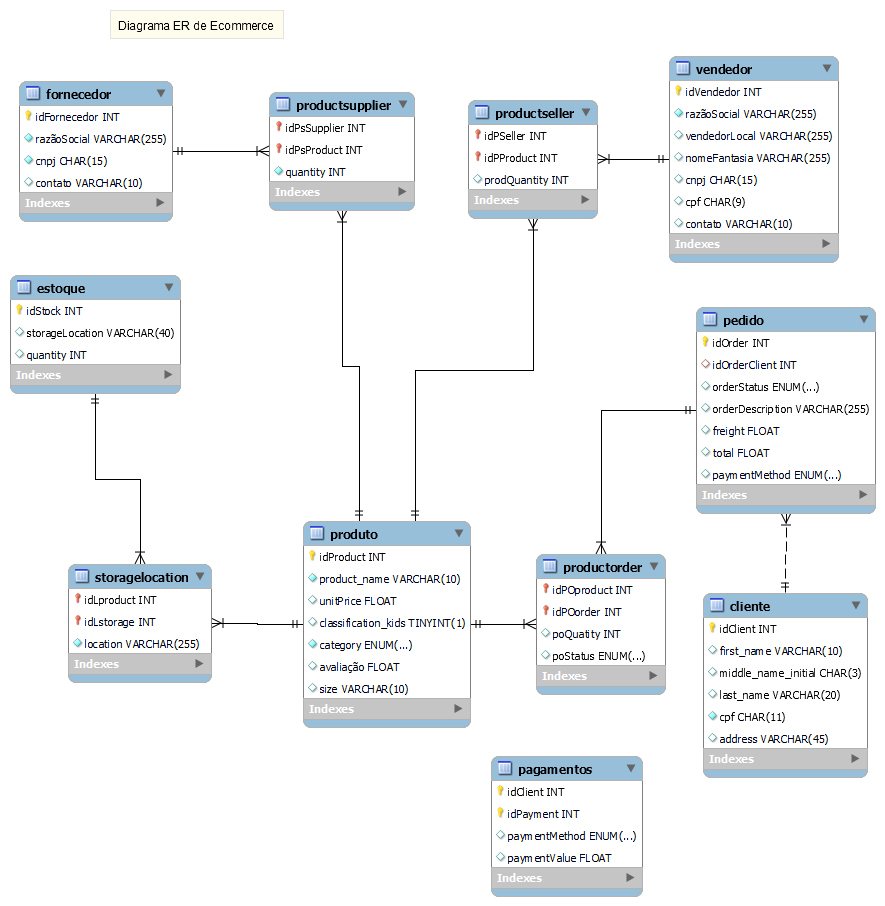 Diagrama ER de Ecommerce
fornecedor
idFornecedor INT
razãoSocial VARCHAR(255)
cnpj CHAR(15)
contato VARCHAR(10)
Indexes
productsupplier
idPsSupplier INT
idPsProduct INT
quantity INT
Indexes
productseller
idPSeller INT
idPProduct INT
prodQuantity INT
Indexes
vendedor
idVendedor INT
razãoSocial VARCHAR(255)
vendedorLocal VARCHAR(255)
nomeFantasia VARCHAR(255)
cnpj CHAR(15)
cpf CHAR(9)
contato VARCHAR(10)
Indexes
estoque
idStock INT
storageLocation VARCHAR(40)
quantity INT
Indexes
pedido
idOrder INT
idOrderClient INT
orderStatus ENUM(...)
orderDescription VARCHAR(255)
freight FLOAT
total FLOAT
paymentMethod ENUM(...)
Indexes
storagelocation
idLproduct INT
idLstorage INT
location VARCHAR(255)
Indexes
produto
idProduct INT
product_name VARCHAR(10)
unitPrice FLOAT
classification_kids TINYINT(1)
category ENUM(...)
avaliação FLOAT
size VARCHAR(10)
Indexes
productorder
idPOproduct INT
idPOorder INT
poQuatity INT
poStatus ENUM(...)
Indexes
cliente
idClient INT
first_name VARCHAR(10)
middle_name_initial CHAR(3)
last_name VARCHAR(20)
cpf CHAR(11)
address VARCHAR(45)
Indexes
pagamentos
idClient INT
idPayment INT
paymentMethod ENUM(...)
paymentValue FLOAT
Indexes